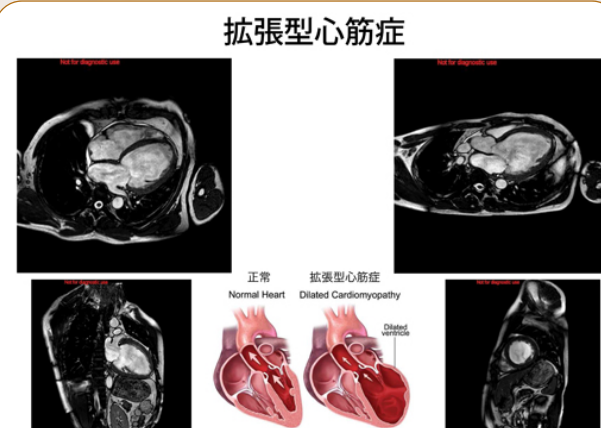 拡張型心筋症
Not for diagnostic use
Not for diagnostic use
Not for diagnostic use
Not for diagnostic use
正常
拡張型心筋症
Normal Heart
Dilated Cardiomyopathy
Dilated
ventricle